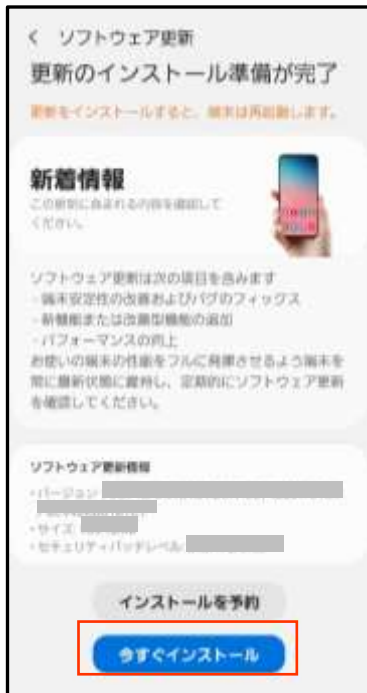 < ソフトウェア更新
更新のインストール準備が完了
更新をインストールすると、端末は再起動します。
新着情報
この更新に含まれる内容を確認して
ください。
ソフトウェア更新は次の項目を含みます
- 端末安定性の改善およびバグのフィックス
- 新機能または改善型機能の追加
- パフォーマンスの向上
お使いの端末の性能をフルに発揮させるよう端末を
常に最新状態に維持し、定期的にソフトウェア更新
を確認してください。
ソフトウェア更新情報
・バージョン:
・サイズ:
・セキュリティパッチレベル:
インストールを予約
今すぐインストール